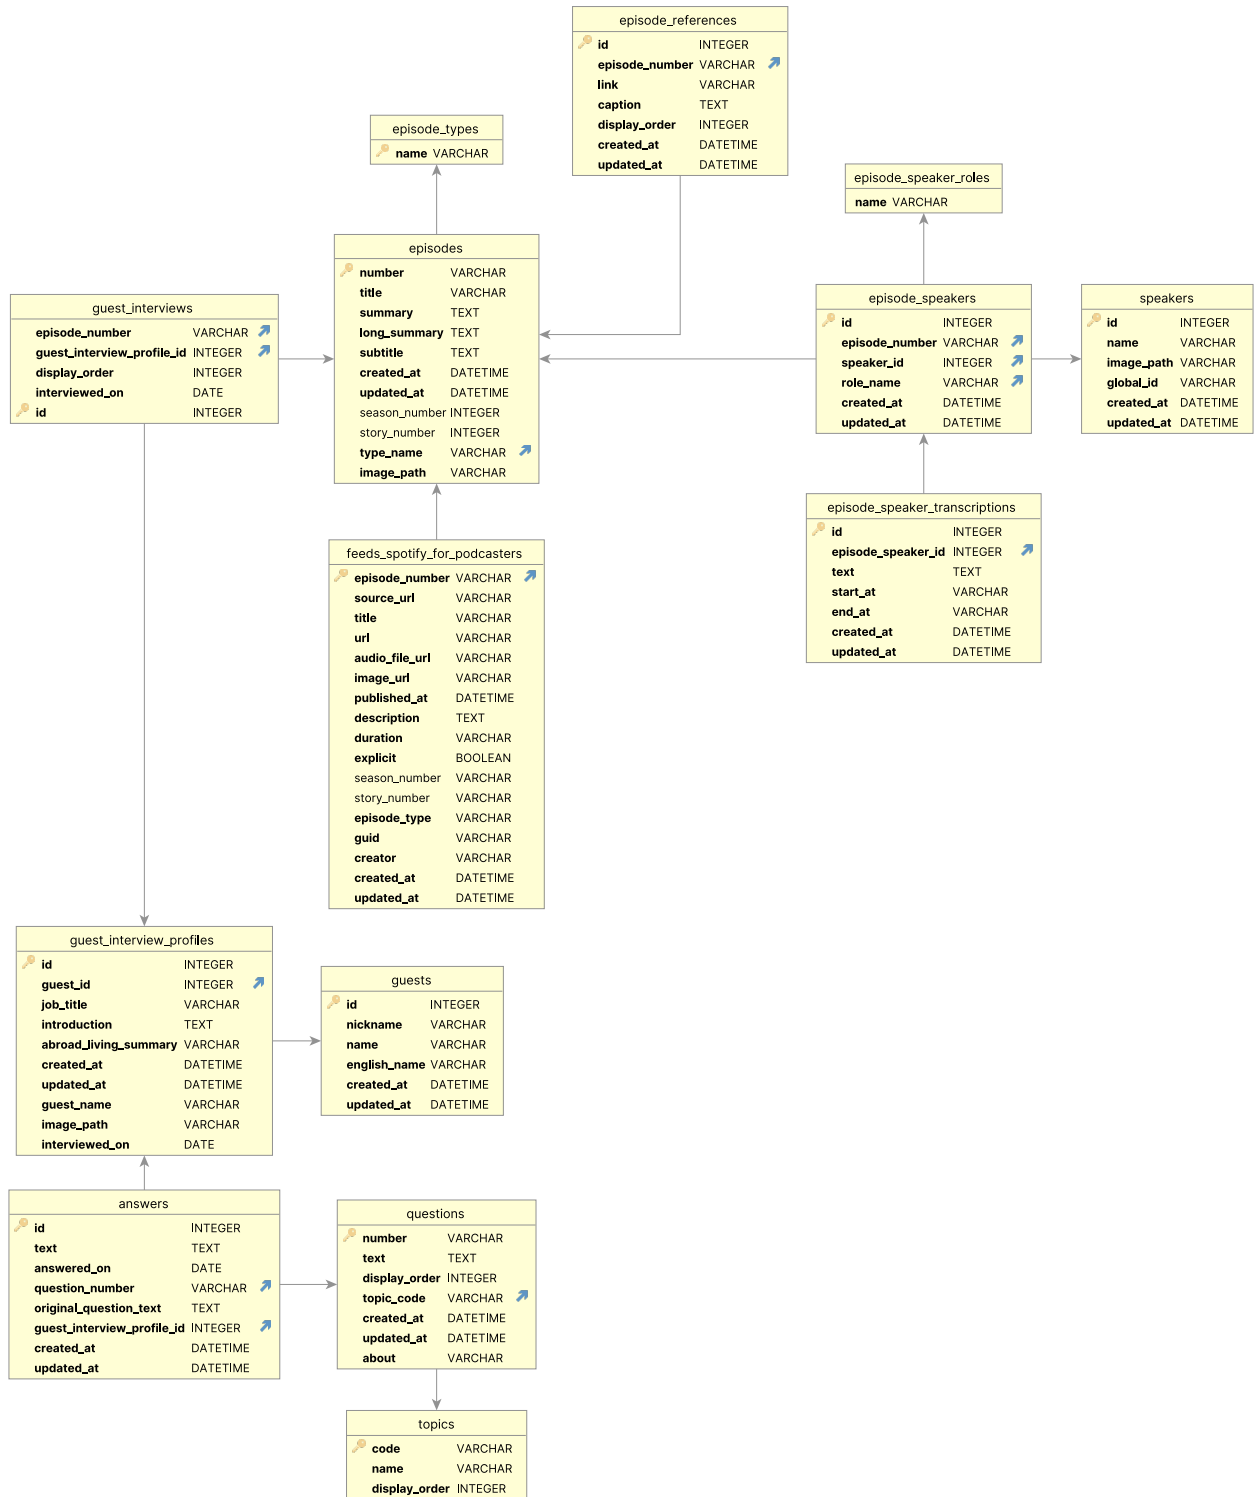 episode_references
id INTEGER
episode_number VARCHAR
link VARCHAR
caption TEXT
display_order INTEGER
created_at DATETIME
updated_at DATETIME
episode_types
name VARCHAR
episode_speaker_roles
name VARCHAR
episodes
number VARCHAR
title VARCHAR
summary TEXT
long_summary TEXT
subtitle TEXT
created_at DATETIME
updated_at DATETIME
season_number INTEGER
story_number INTEGER
type_name VARCHAR
image_path VARCHAR
guest_interviews
episode_number VARCHAR
guest_interview_profile_id INTEGER
display_order INTEGER
interviewed_on DATE
id INTEGER
episode_speakers
id INTEGER
episode_number VARCHAR
speaker_id INTEGER
role_name VARCHAR
created_at DATETIME
updated_at DATETIME
speakers
id INTEGER
name VARCHAR
image_path VARCHAR
global_id VARCHAR
created_at DATETIME
updated_at DATETIME
episode_speaker_transcriptions
id INTEGER
episode_speaker_id INTEGER
text TEXT
start_at VARCHAR
end_at VARCHAR
created_at DATETIME
updated_at DATETIME
feeds_spotify_for_podcasters
episode_number VARCHAR
source_url VARCHAR
title VARCHAR
url VARCHAR
audio_file_url VARCHAR
image_url VARCHAR
published_at DATETIME
description TEXT
duration VARCHAR
explicit BOOLEAN
season_number VARCHAR
story_number VARCHAR
episode_type VARCHAR
guid VARCHAR
creator VARCHAR
created_at DATETIME
updated_at DATETIME
guest_interview_profiles
id INTEGER
guest_id INTEGER
job_title VARCHAR
introduction TEXT
abroad_living_summary VARCHAR
created_at DATETIME
updated_at DATETIME
guest_name VARCHAR
image_path VARCHAR
interviewed_on DATE
guests
id INTEGER
nickname VARCHAR
name VARCHAR
english_name VARCHAR
created_at DATETIME
updated_at DATETIME
answers
id INTEGER
text TEXT
answered_on DATE
question_number VARCHAR
original_question_text TEXT
guest_interview_profile_id INTEGER
created_at DATETIME
updated_at DATETIME
questions
number VARCHAR
text TEXT
display_order INTEGER
topic_code VARCHAR
created_at DATETIME
updated_at DATETIME
about VARCHAR
topics
code VARCHAR
name VARCHAR
display_order INTEGER